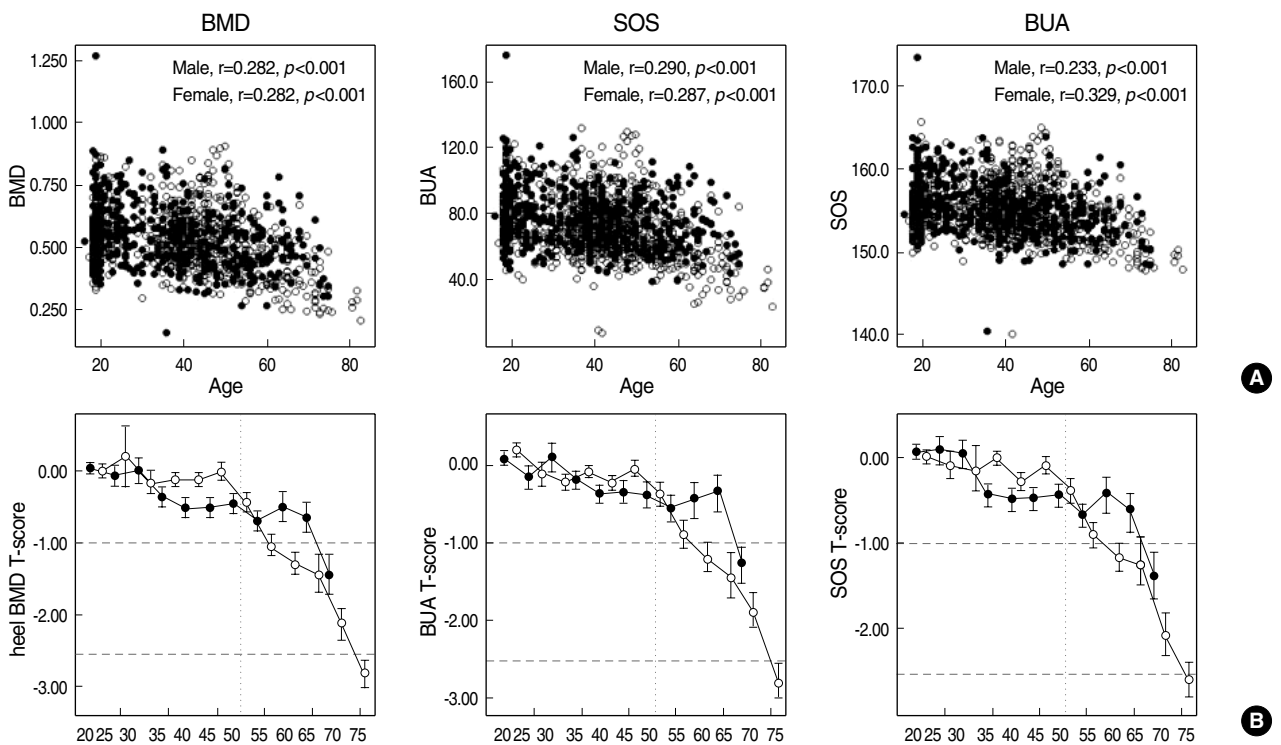 BMD
SOS
BUA
Male, r=0.282, p<0.001
Female, r=0.282, p<0.001
1.250
1.000
0.750
0.500
0.250
BMD
20 40 60 80
Age
Male, r=0.290, p<0.001
Female, r=0.287, p<0.001
160.0
120.0
80.0
40.0
BUA
20 40 60 80
Age
Male, r=0.233, p<0.001
Female, r=0.329, p<0.001
170.0
160.0
150.0
140.0
SOS
20 40 60 80
Age
A
0.00
-1.00
-2.00
-3.00
heel BMD T-score
20 25 30 35 40 45 50 55 65 70 75
0.00
-1.00
-2.00
-3.00
BUA T-score
20 25 30 35 40 45 50 55 65 70 75
0.00
-1.00
-2.00
SOS T-score
20 25 30 35 40 45 50 55 65 70 75
B